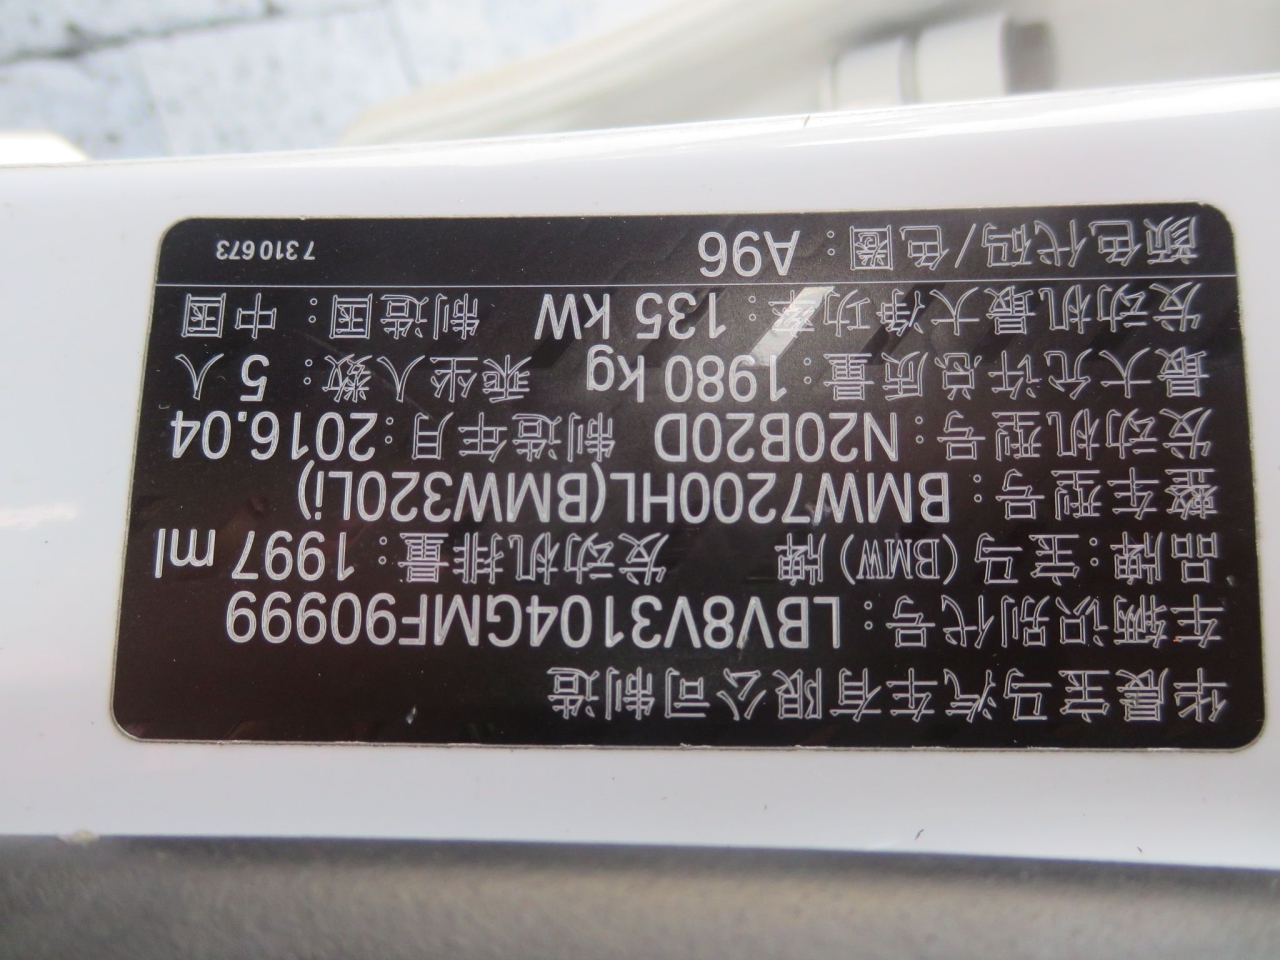 华晨宝马汽车有限公司制造
车辆识别代号：LBV8V3104GMF90999
品牌：宝马（BMW）牌 发动机排量：1997 ml
整车型号：BMW7200HL(BMW320Li)
发动机型号：N20B20D 制造年月：2016.04
最大允许总质量：1980 kg 乘坐人数：5 人
发动机最大净功率：135 kW 制造国：中国
颜色代码/色圈：A96 7310673